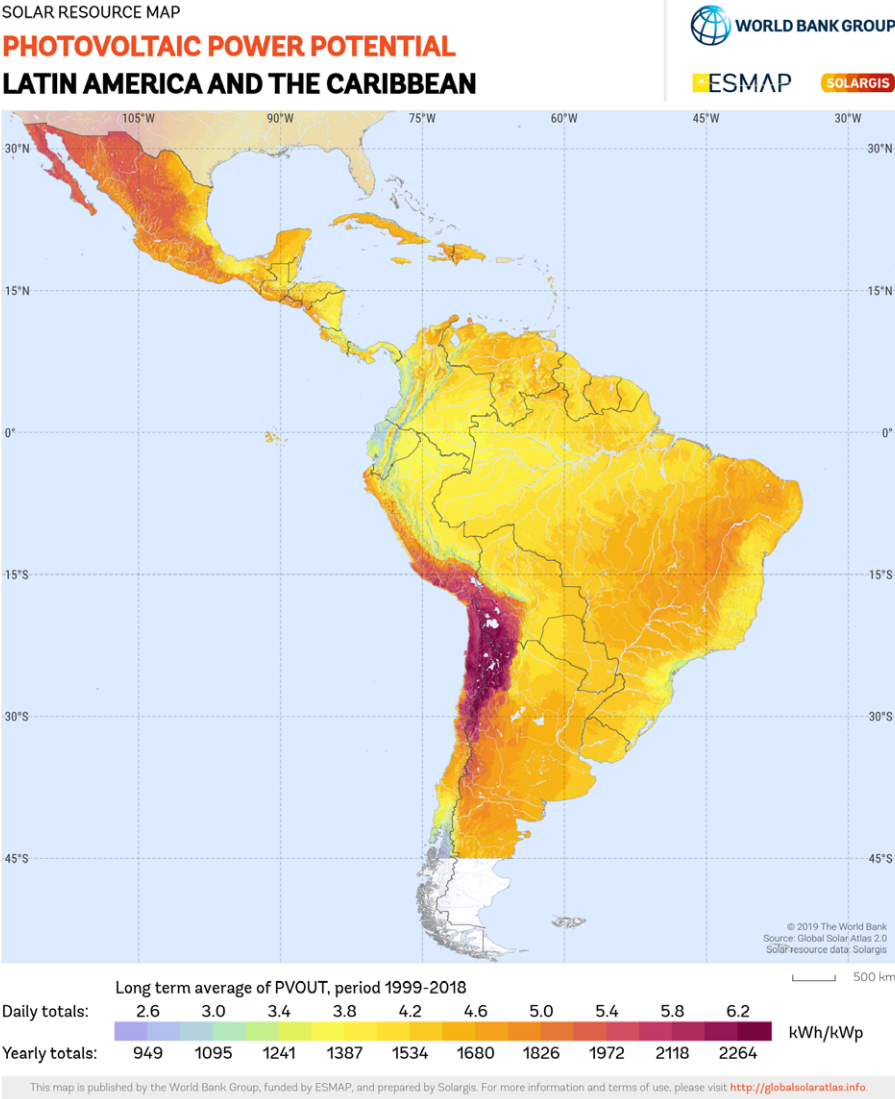 SOLAR RESOURCE MAP
PHOTOVOLTAIC POWER POTENTIAL
LATIN AMERICA AND THE CARIBBEAN
WORLD BANK GROUP
ESMAP
SOLARGIS
105°W 90°W 75°W 60°W 45°W 30°W
30°N 30°N
15°N 15°N
0° 0°
15°S 15°S
30°S 30°S
45°S 45°S
© 2019 The World Bank
Source: Global Solar Atlas 2.0
Solar resource data: Solargis
500 km
Long term average of PVOUT, period 1999-2018
Daily totals: 2.6 3.0 3.4 3.8 4.2 4.6 5.0 5.4 5.8 6.2
kWh/kWp
Yearly totals: 949 1095 1241 1387 1534 1680 1826 1972 2118 2264
This map is published by the World Bank Group, funded by ESMAP, and prepared by Solargis. For more information and terms of use, please visit http://globalsolaratlas.info.